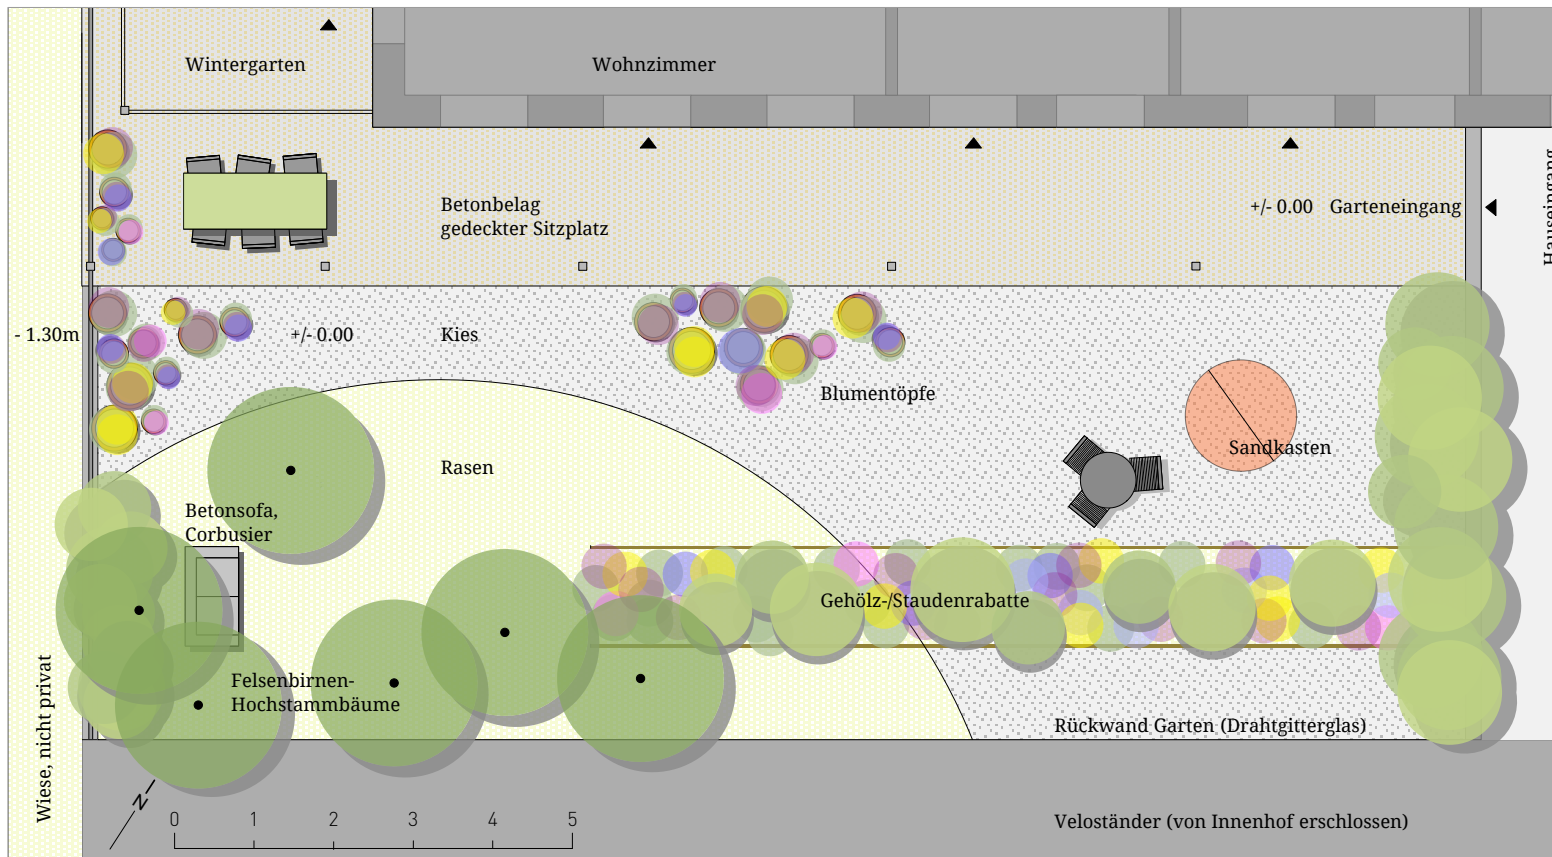 Wintergarten
Wohnzimmer
Betonbelag
gedeckter Sitzplatz
+/- 0.00 Garteneingang
Hauseingang
- 1.30m
+/- 0.00
Kies
Blumentöpfe
Sandkasten
Rasen
Betonsofa,
Corbusier
Gehölz-/Staudenrabatte
Felsenbirnen-
Hochstammbäume
Wiese, nicht privat
Rückwand Garten (Drahtgitterglas)
N
0 1 2 3 4 5
Veloständer (von Innenhof erschlossen)